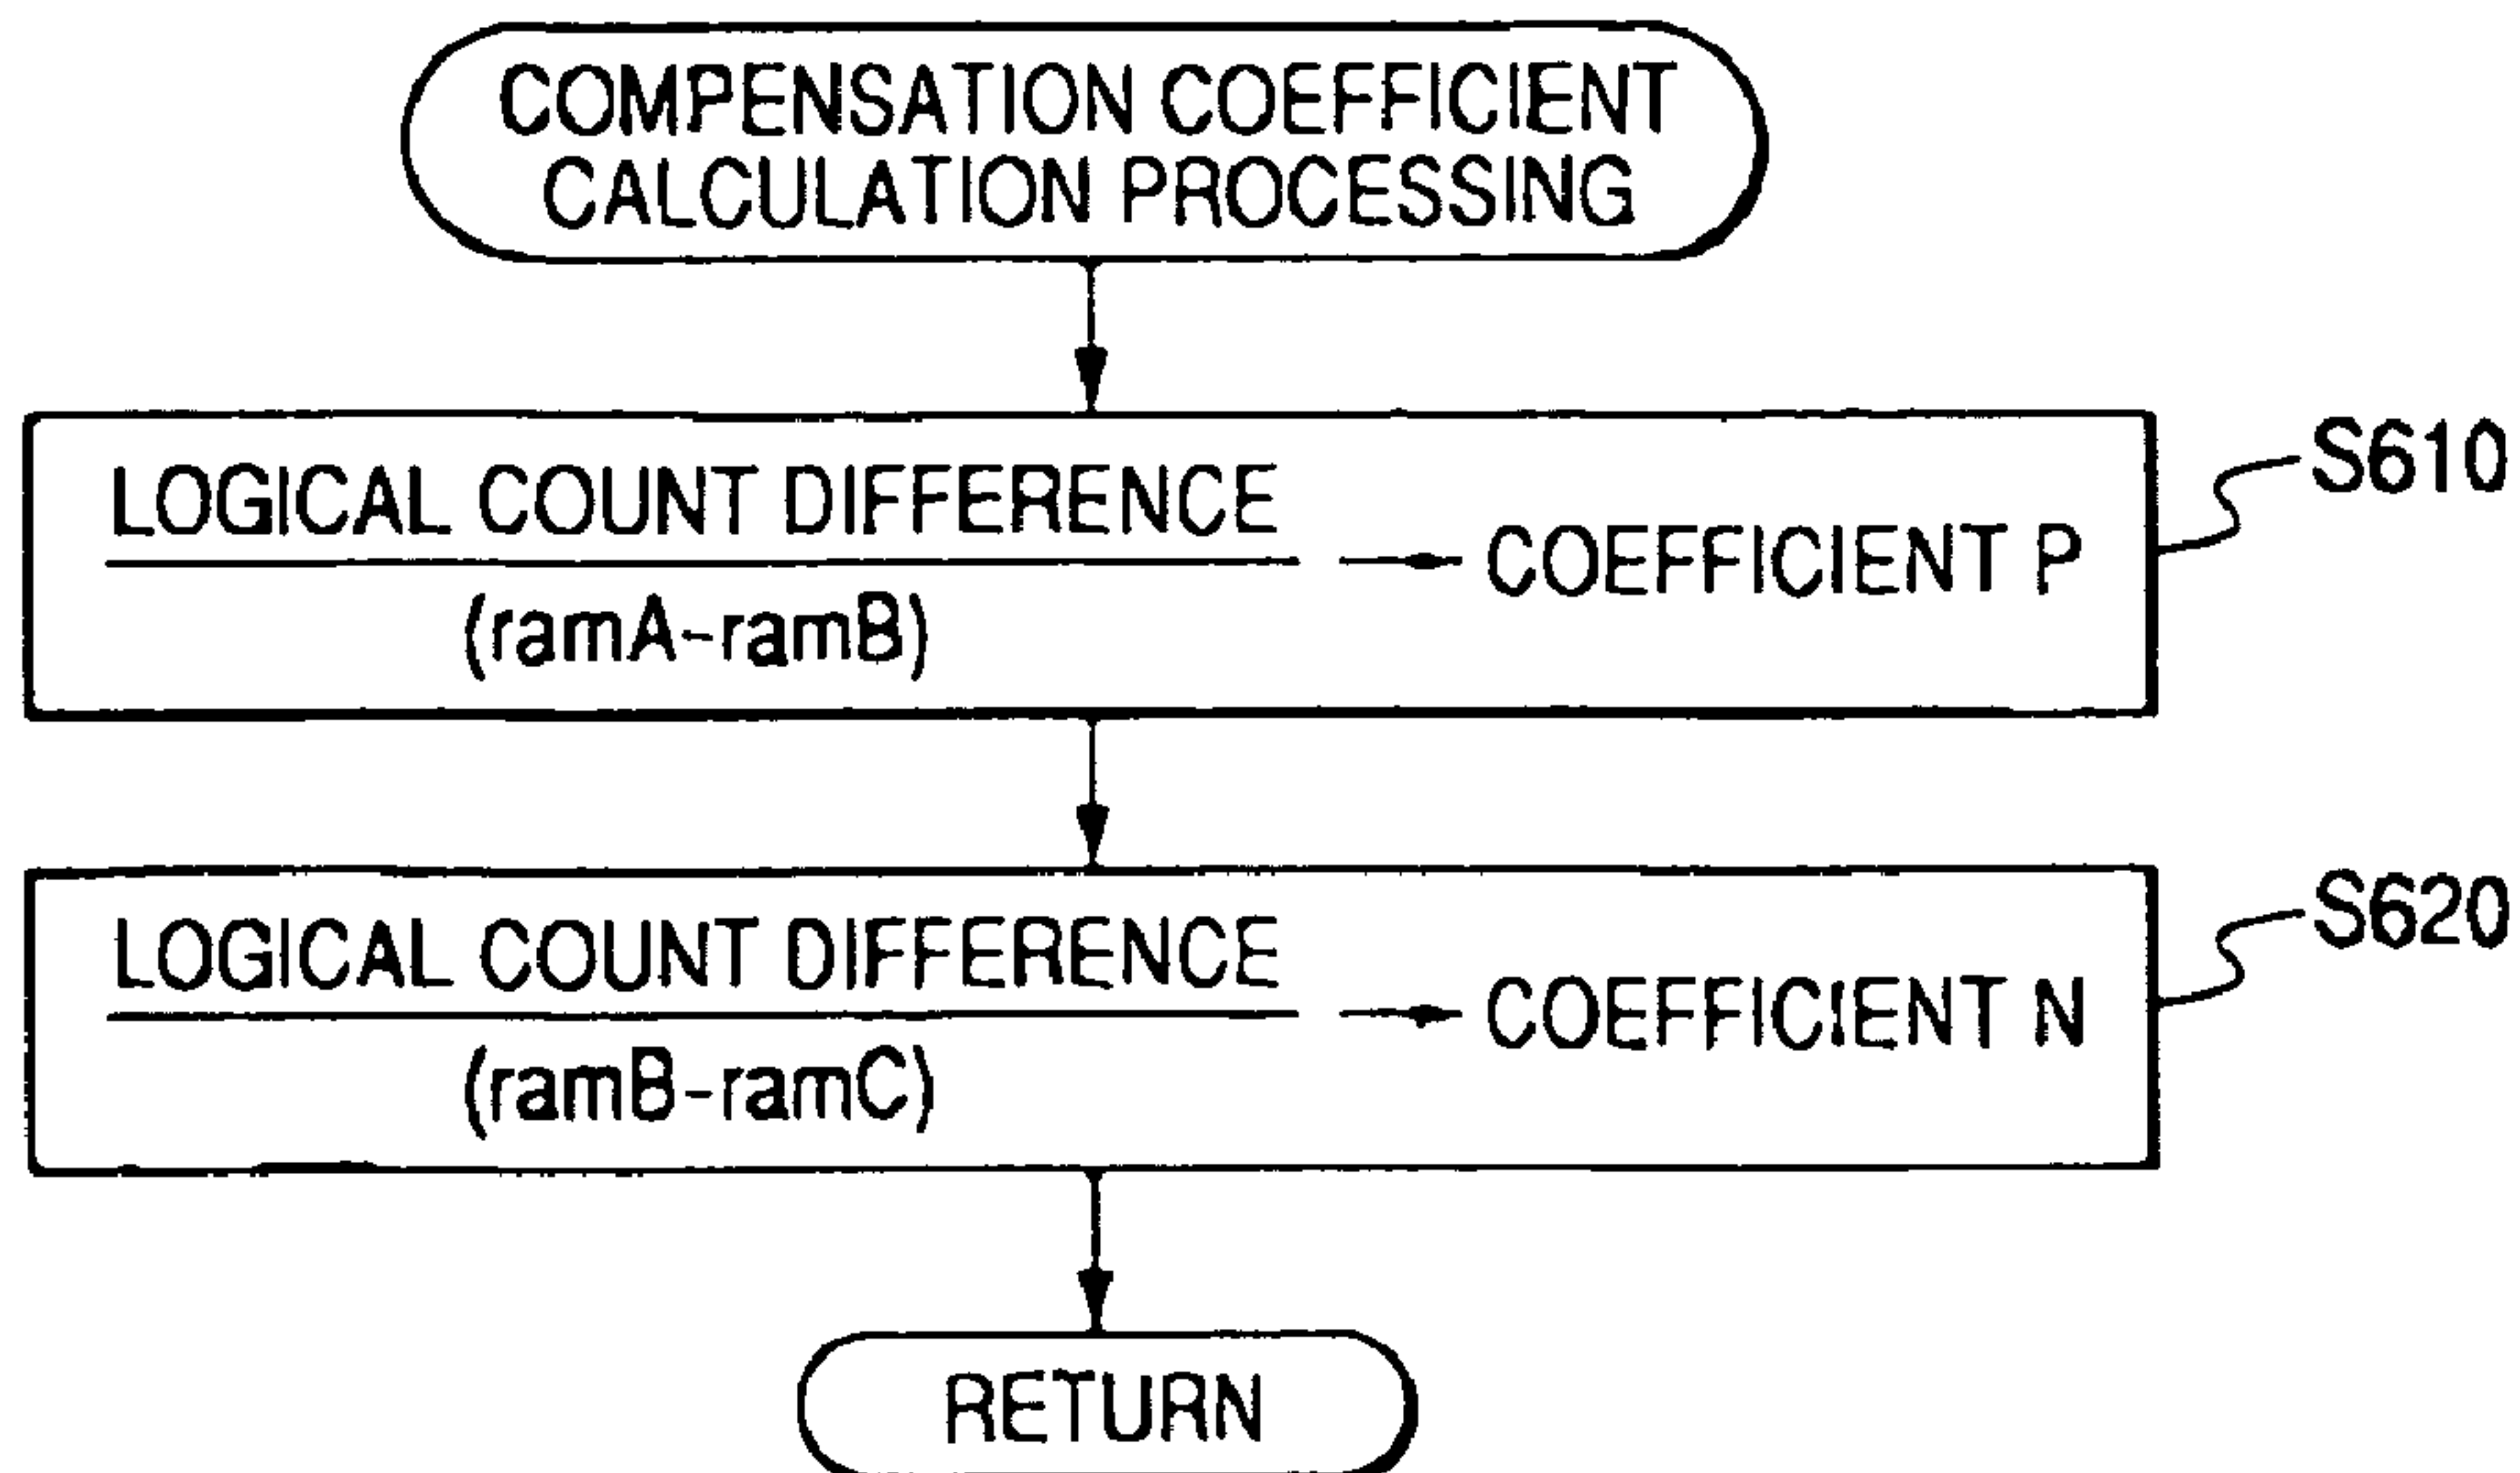 COMPENSATION COEFFICIENT
CALCULATION PROCESSING
LOGICAL COUNT DIFFERENCE
(ramA-ramB)
COEFFICIENT P
S610
LOGICAL COUNT DIFFERENCE
(ramB-ramC)
COEFFICIENT N
S620
RETURN